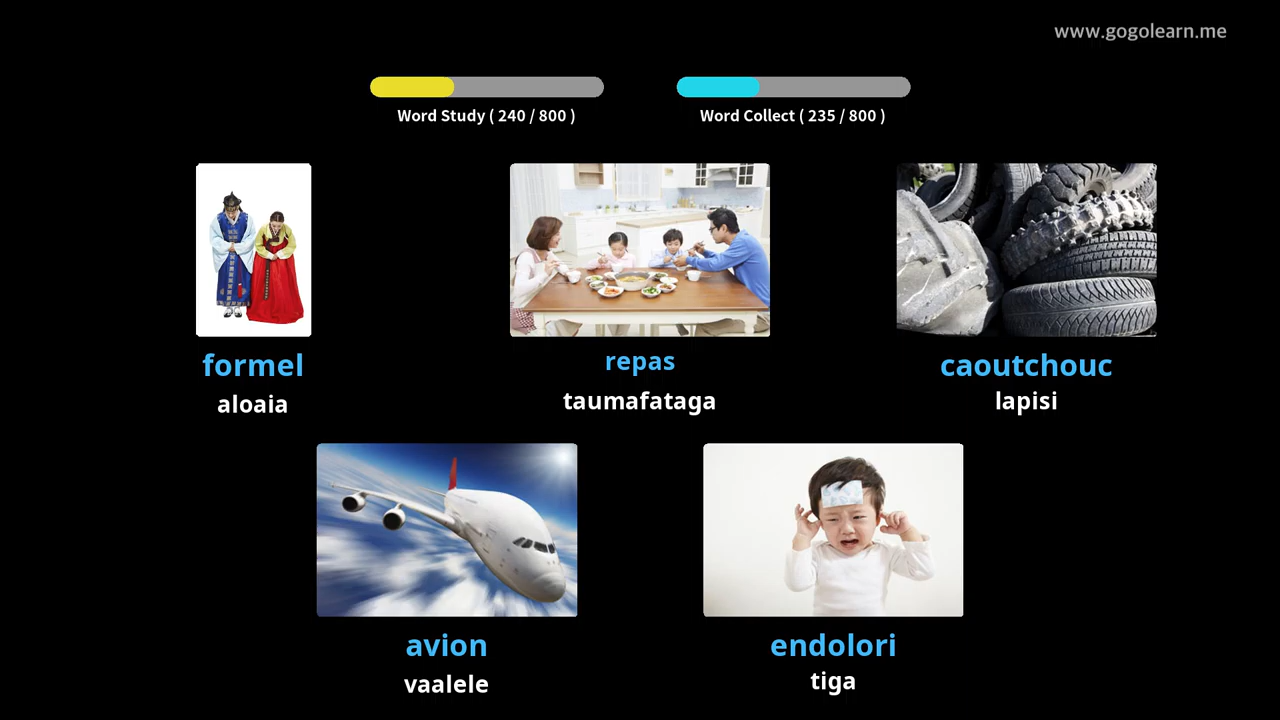 www.gogolearn.me
Word Study ( 240 / 800 )
Word Collect ( 235 / 800 )
formel
aloaia
repas
taumafataga
caoutchouc
lapisi
avion
vaalele
endolori
tiga